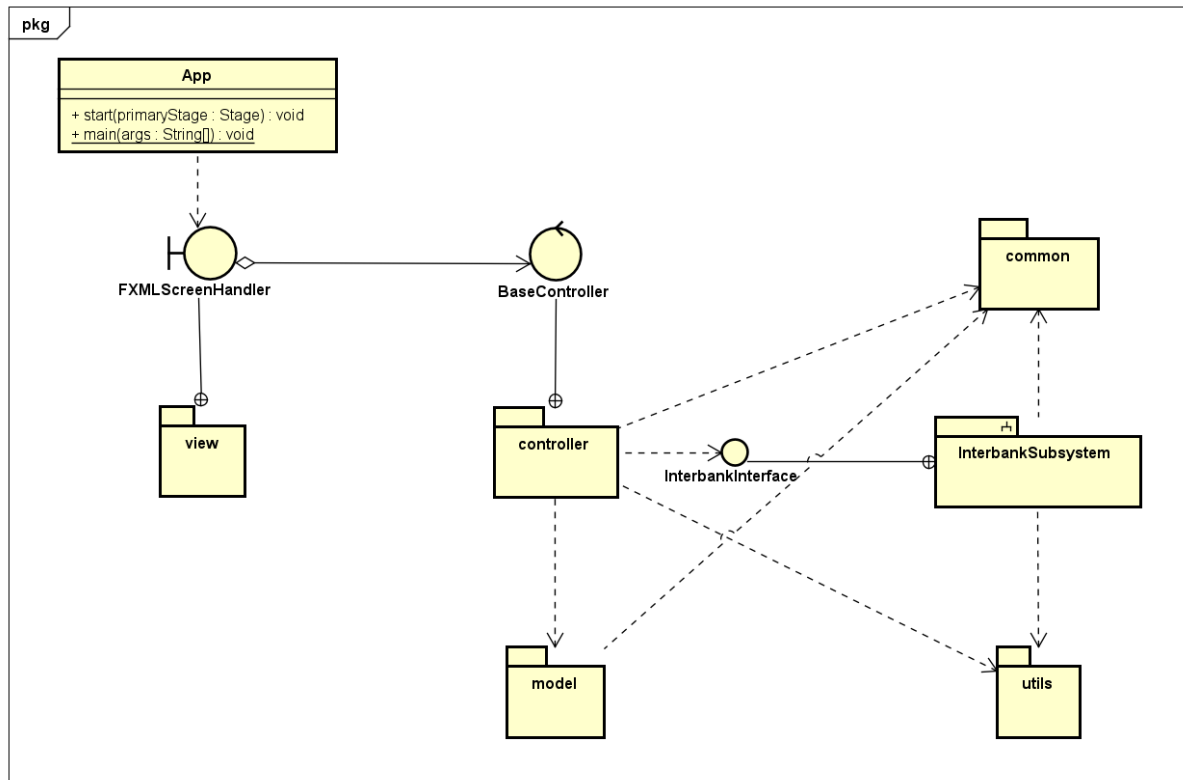 pkg
App
+ start(primaryStage : Stage) : void
+ main(args : String[]) : void
FXMLScreenHandler
BaseController
common
view
controller
InterbankInterface
InterbankSubsystem
model
utils